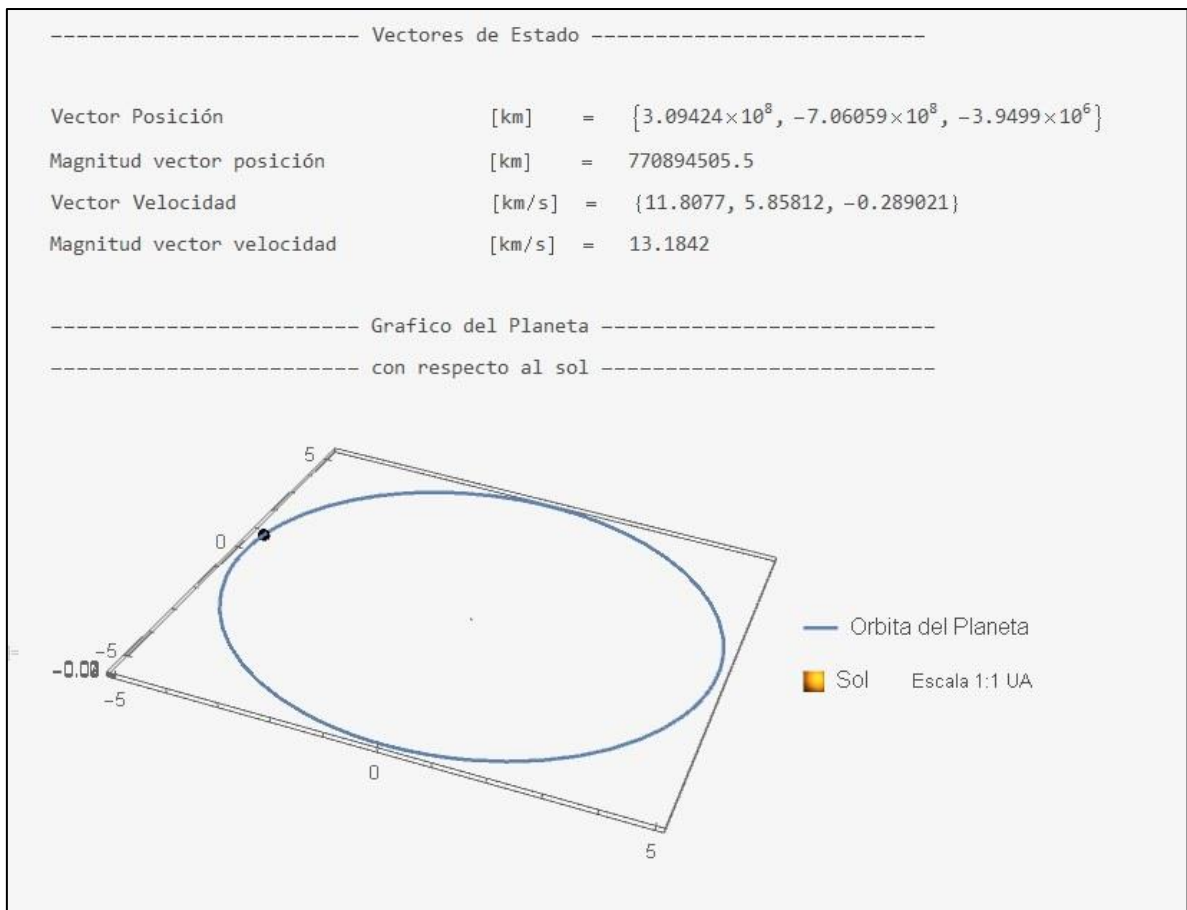 ------------------------ Vectores de Estado --------------------------
Vector Posición [km] = {3.09424×10⁸, −7.06059×10⁸, −3.9499×10⁶}
Magnitud vector posición [km] = 770894505.5
Vector Velocidad [km/s] = {11.8077, 5.85812, −0.289021}
Magnitud vector velocidad [km/s] = 13.1842
------------------------ Grafico del Planeta --------------------------
------------------------ con respecto al sol --------------------------
5
0
−5
−5
0
5
Orbita del Planeta
Sol Escala 1:1 UA